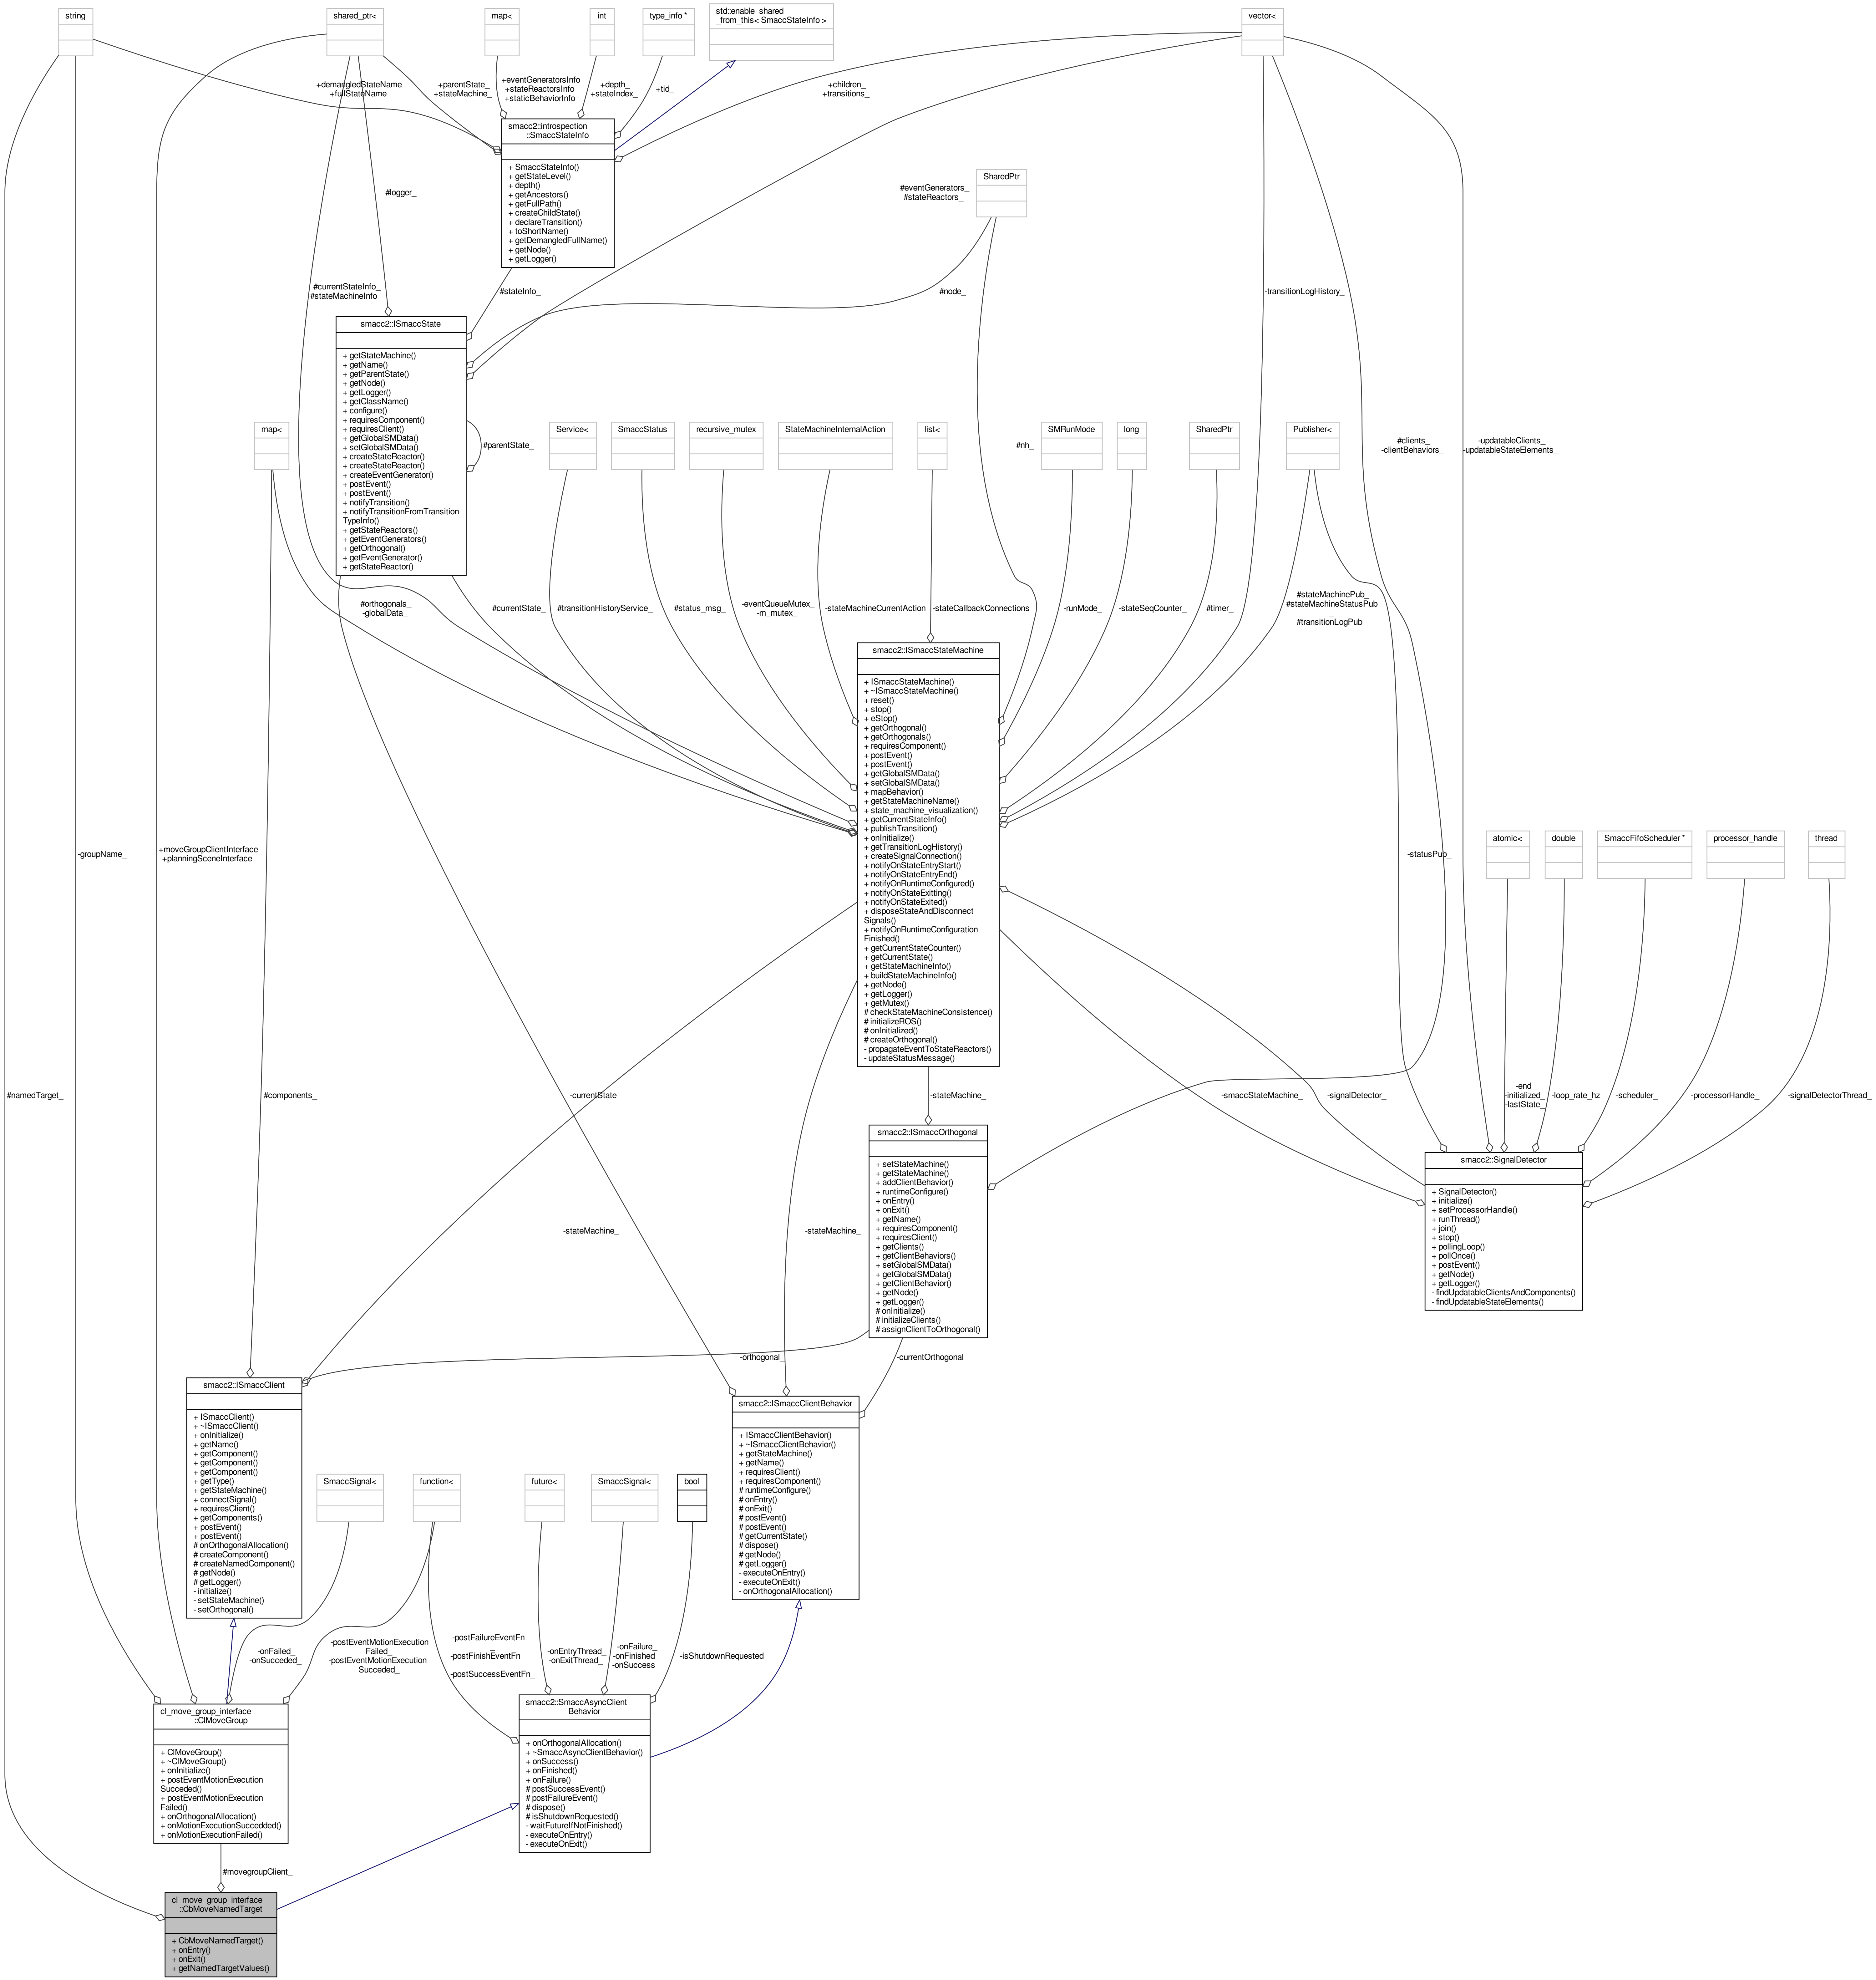 string
shared_ptr<
map<
int
type_info *
std::enable_shared
_from_this< SmaccStateInfo >
vector<
+demangledStateName
+fullStateName
+parentState_
+stateMachine_
+eventGeneratorsInfo
+stateReactorsInfo
+staticBehaviorInfo
+depth_
+stateIndex_
+tid_
+children_
+transitions_
smacc2::introspection
::SmaccStateInfo
+ SmaccStateInfo()
+ getStateLevel()
+ depth()
+ getAncestors()
+ getFullPath()
+ createChildState()
+ declareTransition()
+ toShortName()
+ getDemangledFullName()
+ getNode()
+ getLogger()
SharedPtr
#eventGenerators_
#stateReactors_
#logger_
#currentStateInfo_
#stateMachineInfo_
#stateInfo_
#node_
-transitionLogHistory_
smacc2::ISmaccState
+ getStateMachine()
+ getName()
+ getParentState()
+ getNode()
+ getLogger()
+ getClassName()
+ configure()
+ requiresComponent()
+ requiresClient()
+ getGlobalSMData()
+ setGlobalSMData()
+ createStateReactor()
+ createStateReactor()
+ createEventGenerator()
+ postEvent()
+ postEvent()
+ notifyTransition()
+ notifyTransitionFromTransition
TypeInfo()
+ getStateReactors()
+ getEventGenerators()
+ getOrthogonal()
+ getEventGenerator()
+ getStateReactor()
#parentState_
map<
Service<
SmaccStatus
recursive_mutex
StateMachineInternalAction
list<
#nh_
SMRunMode
long
SharedPtr
Publisher<
#clients_
-clientBehaviors_
-updatableClients_
-updatableStateElements_
#orthogonals_
-globalData_
#currentState_
#transitionHistoryService_
#status_msg_
-eventQueueMutex_
-m_mutex_
-stateMachineCurrentAction
-stateCallbackConnections
-runMode_
-stateSeqCounter_
#timer_
#stateMachinePub_
#stateMachineStatusPub
_
#transitionLogPub_
smacc2::ISmaccStateMachine
+ ISmaccStateMachine()
+ ~ISmaccStateMachine()
+ reset()
+ stop()
+ eStop()
+ getOrthogonal()
+ getOrthogonals()
+ requiresComponent()
+ postEvent()
+ postEvent()
+ getGlobalSMData()
+ setGlobalSMData()
+ mapBehavior()
+ getStateMachineName()
+ state_machine_visualization()
+ getCurrentStateInfo()
+ publishTransition()
+ onInitialize()
+ getTransitionLogHistory()
+ createSignalConnection()
+ notifyOnStateEntryStart()
+ notifyOnStateEntryEnd()
+ notifyOnRuntimeConfigured()
+ notifyOnStateExitting()
+ notifyOnStateExited()
+ disposeStateAndDisconnect
Signals()
+ notifyOnRuntimeConfiguration
Finished()
+ getCurrentStateCounter()
+ getCurrentState()
+ getStateMachineInfo()
+ buildStateMachineInfo()
+ getNode()
+ getLogger()
+ getMutex()
# checkStateMachineConsistence()
# initializeROS()
# onInitialized()
# createOrthogonal()
- propagateEventToStateReactors()
- updateStatusMessage()
-groupName_
+moveGroupClientInterface
+planningSceneInterface
-statusPub_
atomic<
double
SmaccFifoScheduler *
processor_handle
thread
#namedTarget_
#components_
-currentState
-stateMachine_
-smaccStateMachine_
-signalDetector_
-end_
-initialized_
-lastState_
-loop_rate_hz
-scheduler_
-processorHandle_
-signalDetectorThread_
smacc2::ISmaccOrthogonal
+ setStateMachine()
+ getStateMachine()
+ addClientBehavior()
+ runtimeConfigure()
+ onEntry()
+ onExit()
+ getName()
+ requiresComponent()
+ requiresClient()
+ getClients()
+ getClientBehaviors()
+ setGlobalSMData()
+ getGlobalSMData()
+ getClientBehavior()
+ getNode()
+ getLogger()
# onInitialize()
# initializeClients()
# assignClientToOrthogonal()
smacc2::SignalDetector
+ SignalDetector()
+ initialize()
+ setProcessorHandle()
+ runThread()
+ join()
+ stop()
+ pollingLoop()
+ pollOnce()
+ postEvent()
+ getNode()
+ getLogger()
- findUpdatableClientsAndComponents()
- findUpdatableStateElements()
-stateMachine_
-stateMachine_
-orthogonal_
-currentOrthogonal
smacc2::ISmaccClient
+ ISmaccClient()
+ ~ISmaccClient()
+ onInitialize()
+ getName()
+ getComponent()
+ getComponent()
+ getComponent()
+ getType()
+ getStateMachine()
+ connectSignal()
+ requiresClient()
+ getComponents()
+ postEvent()
+ postEvent()
# onOrthogonalAllocation()
# createComponent()
# createNamedComponent()
# getNode()
# getLogger()
- initialize()
- setStateMachine()
- setOrthogonal()
smacc2::ISmaccClientBehavior
+ ISmaccClientBehavior()
+ ~ISmaccClientBehavior()
+ getStateMachine()
+ getName()
+ requiresClient()
+ requiresComponent()
# runtimeConfigure()
# onEntry()
# onExit()
# postEvent()
# postEvent()
# getCurrentState()
# dispose()
# getNode()
# getLogger()
- executeOnEntry()
- executeOnExit()
- onOrthogonalAllocation()
SmaccSignal<
function<
future<
SmaccSignal<
bool
-onFailed_
-onSucceded_
-postEventMotionExecution
Failed_
-postEventMotionExecution
Succeded_
-postFailureEventFn
_
-postFinishEventFn
_
-postSuccessEventFn_
-onEntryThread_
-onExitThread_
-onFailure_
-onFinished_
-onSuccess_
-isShutdownRequested_
cl_move_group_interface
::ClMoveGroup
+ ClMoveGroup()
+ ~ClMoveGroup()
+ onInitialize()
+ postEventMotionExecution
Succeded()
+ postEventMotionExecution
Failed()
+ onOrthogonalAllocation()
+ onMotionExecutionSuccedded()
+ onMotionExecutionFailed()
smacc2::SmaccAsyncClient
Behavior
+ onOrthogonalAllocation()
+ ~SmaccAsyncClientBehavior()
+ onSuccess()
+ onFinished()
+ onFailure()
# postSuccessEvent()
# postFailureEvent()
# dispose()
# isShutdownRequested()
- waitFutureIfNotFinished()
- executeOnEntry()
- executeOnExit()
#movegroupClient_
cl_move_group_interface
::CbMoveNamedTarget
+ CbMoveNamedTarget()
+ onEntry()
+ onExit()
+ getNamedTargetValues()